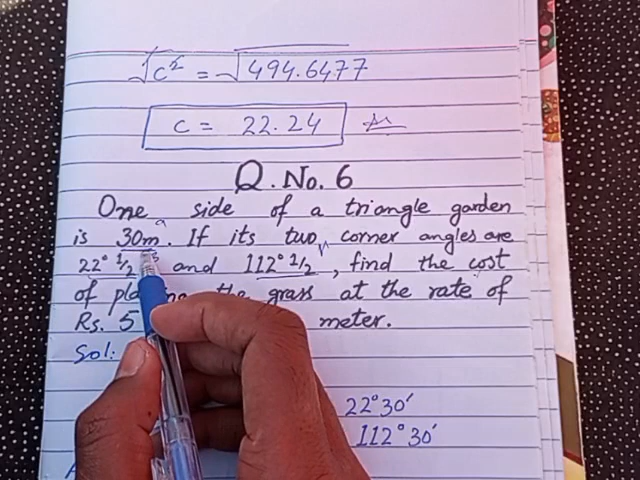 √c² = √494.6477
c = 22.24 Ans
Q. No. 6
One side of a triangle garden
is 30m. If its two corner angles are
22° 1/2 and 112° 1/2, find the cost
of the grass at the rate of
Rs. 5 meter.
Sol:
22°30′
112°30′